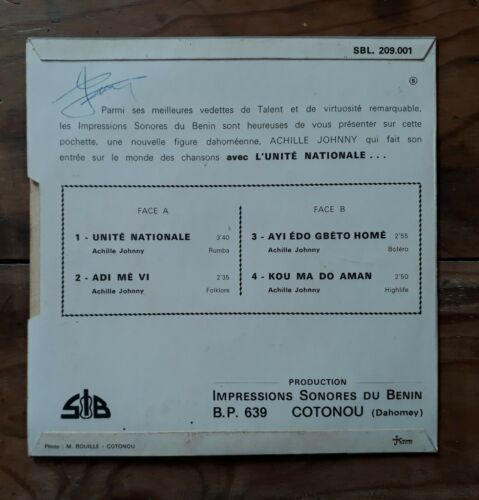 SBL. 209.001
Parmi ses meilleures vedettes de Talent et de virtuosité remarquable,
les Impressions Sonores du Benin sont heureuses de vous présenter sur cette
pochette, une nouvelle figure dahoméenne, ACHILLE JOHNNY qui fait son
entrée sur le monde des chansons avec L'UNITÉ NATIONALE . . .
FACE A
1 - UNITÉ NATIONALE 3'40
Achille Johnny Rumba
2 - ADI MÉ VI 2'35
Achille Johnny Folklore
FACE B
3 - AYI ÉDO GBÈTO HOMÉ 2'55
Achille Johnny Boléro
4 - KOU MA DO AMAN 2'50
Achille Johnny Highlife
SIB
PRODUCTION
IMPRESSIONS SONORES DU BENIN
B.P. 639 COTONOU (Dahomey)
Photo : M. BOUILLE - COTONOU